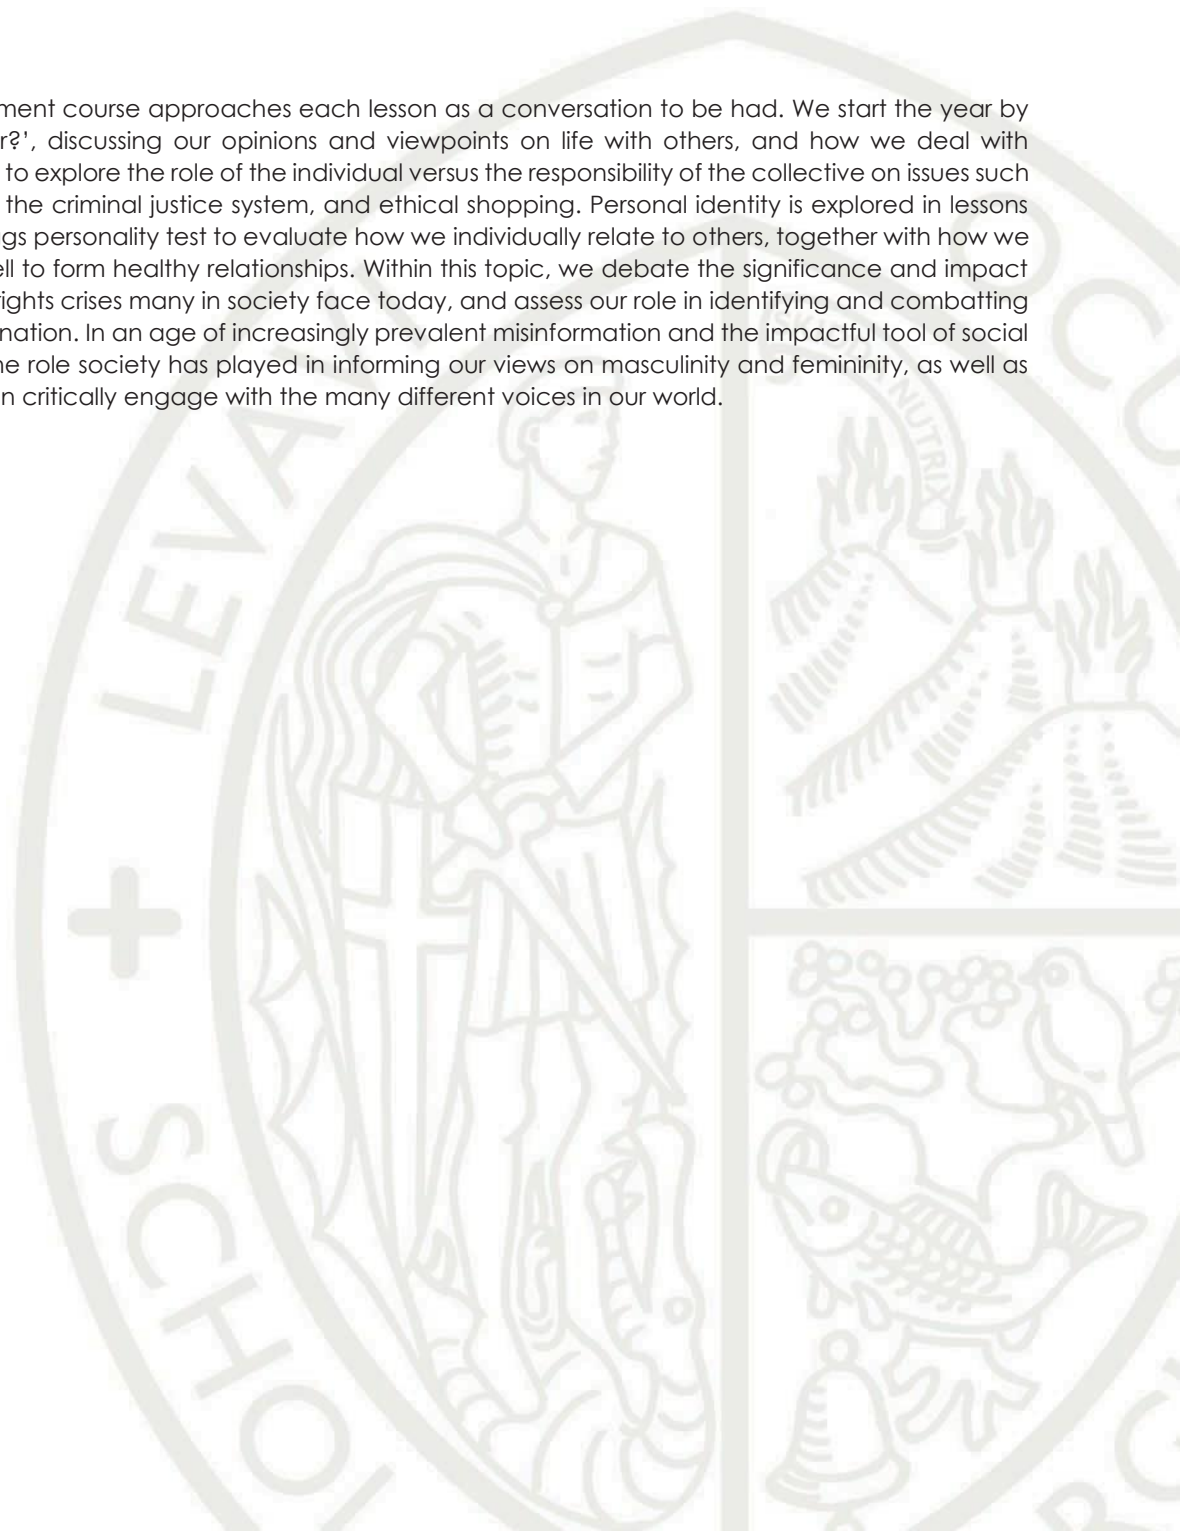 ment course approaches each lesson as a conversation to be had. We start the year by
r?', discussing our opinions and viewpoints on life with others, and how we deal with
to explore the role of the individual versus the responsibility of the collective on issues such
the criminal justice system, and ethical shopping. Personal identity is explored in lessons
gs personality test to evaluate how we individually relate to others, together with how we
ell to form healthy relationships. Within this topic, we debate the significance and impact
rights crises many in society face today, and assess our role in identifying and combatting
nation. In an age of increasingly prevalent misinformation and the impactful tool of social
he role society has played in informing our views on masculinity and femininity, as well as
n critically engage with the many different voices in our world.
LEVAVI
OCU
NUTRIX
SCHO